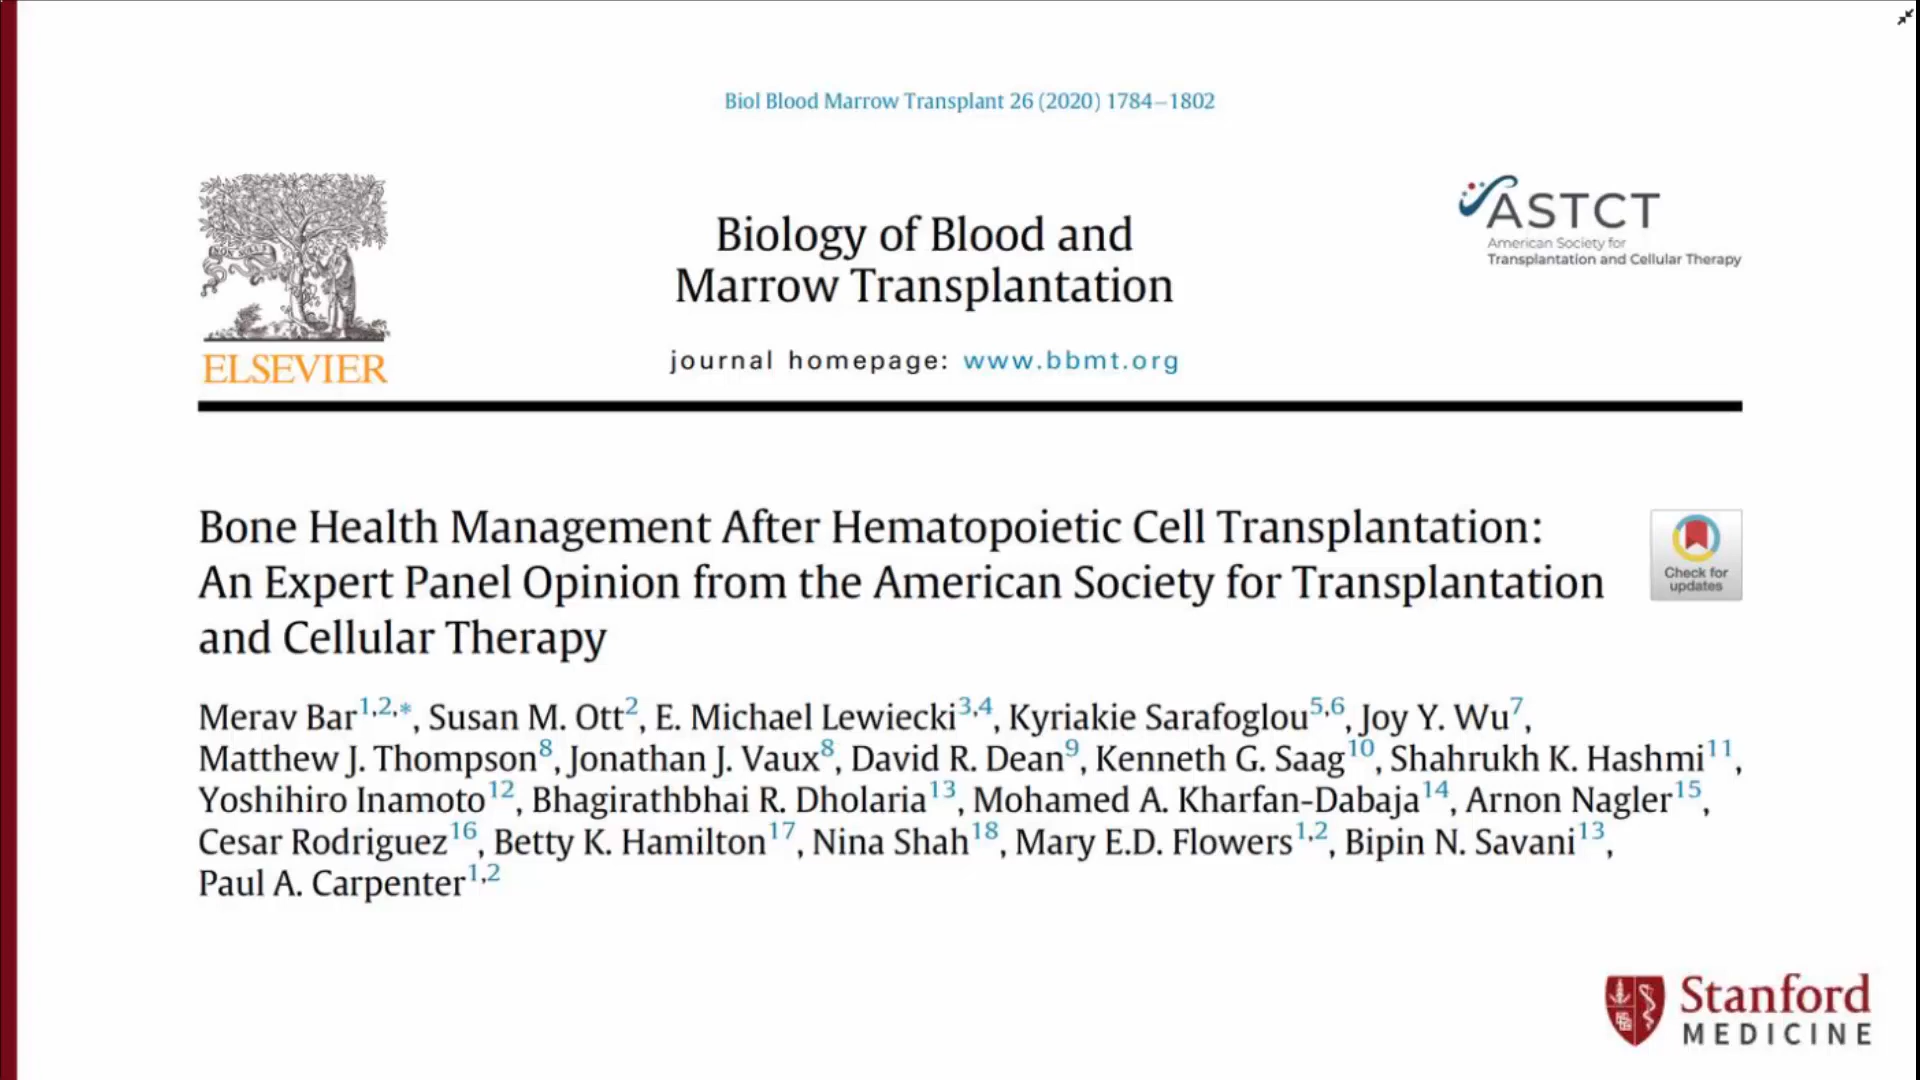 Biol Blood Marrow Transplant 26 (2020) 1784–1802
ASTCT
American Society for
Transplantation and Cellular Therapy
Biology of Blood and
Marrow Transplantation
journal homepage: www.bbmt.org
ELSEVIER
Bone Health Management After Hematopoietic Cell Transplantation:
An Expert Panel Opinion from the American Society for Transplantation
and Cellular Therapy
Check for
updates
Merav Bar1,2,*, Susan M. Ott2, E. Michael Lewiecki3,4, Kyriakie Sarafoglou5,6, Joy Y. Wu7,
Matthew J. Thompson8, Jonathan J. Vaux8, David R. Dean9, Kenneth G. Saag10, Shahrukh K. Hashmi11,
Yoshihiro Inamoto12, Bhagirathbhai R. Dholaria13, Mohamed A. Kharfan-Dabaja14, Arnon Nagler15,
Cesar Rodriguez16, Betty K. Hamilton17, Nina Shah18, Mary E.D. Flowers1,2, Bipin N. Savani13,
Paul A. Carpenter1,2
Stanford
MEDICINE